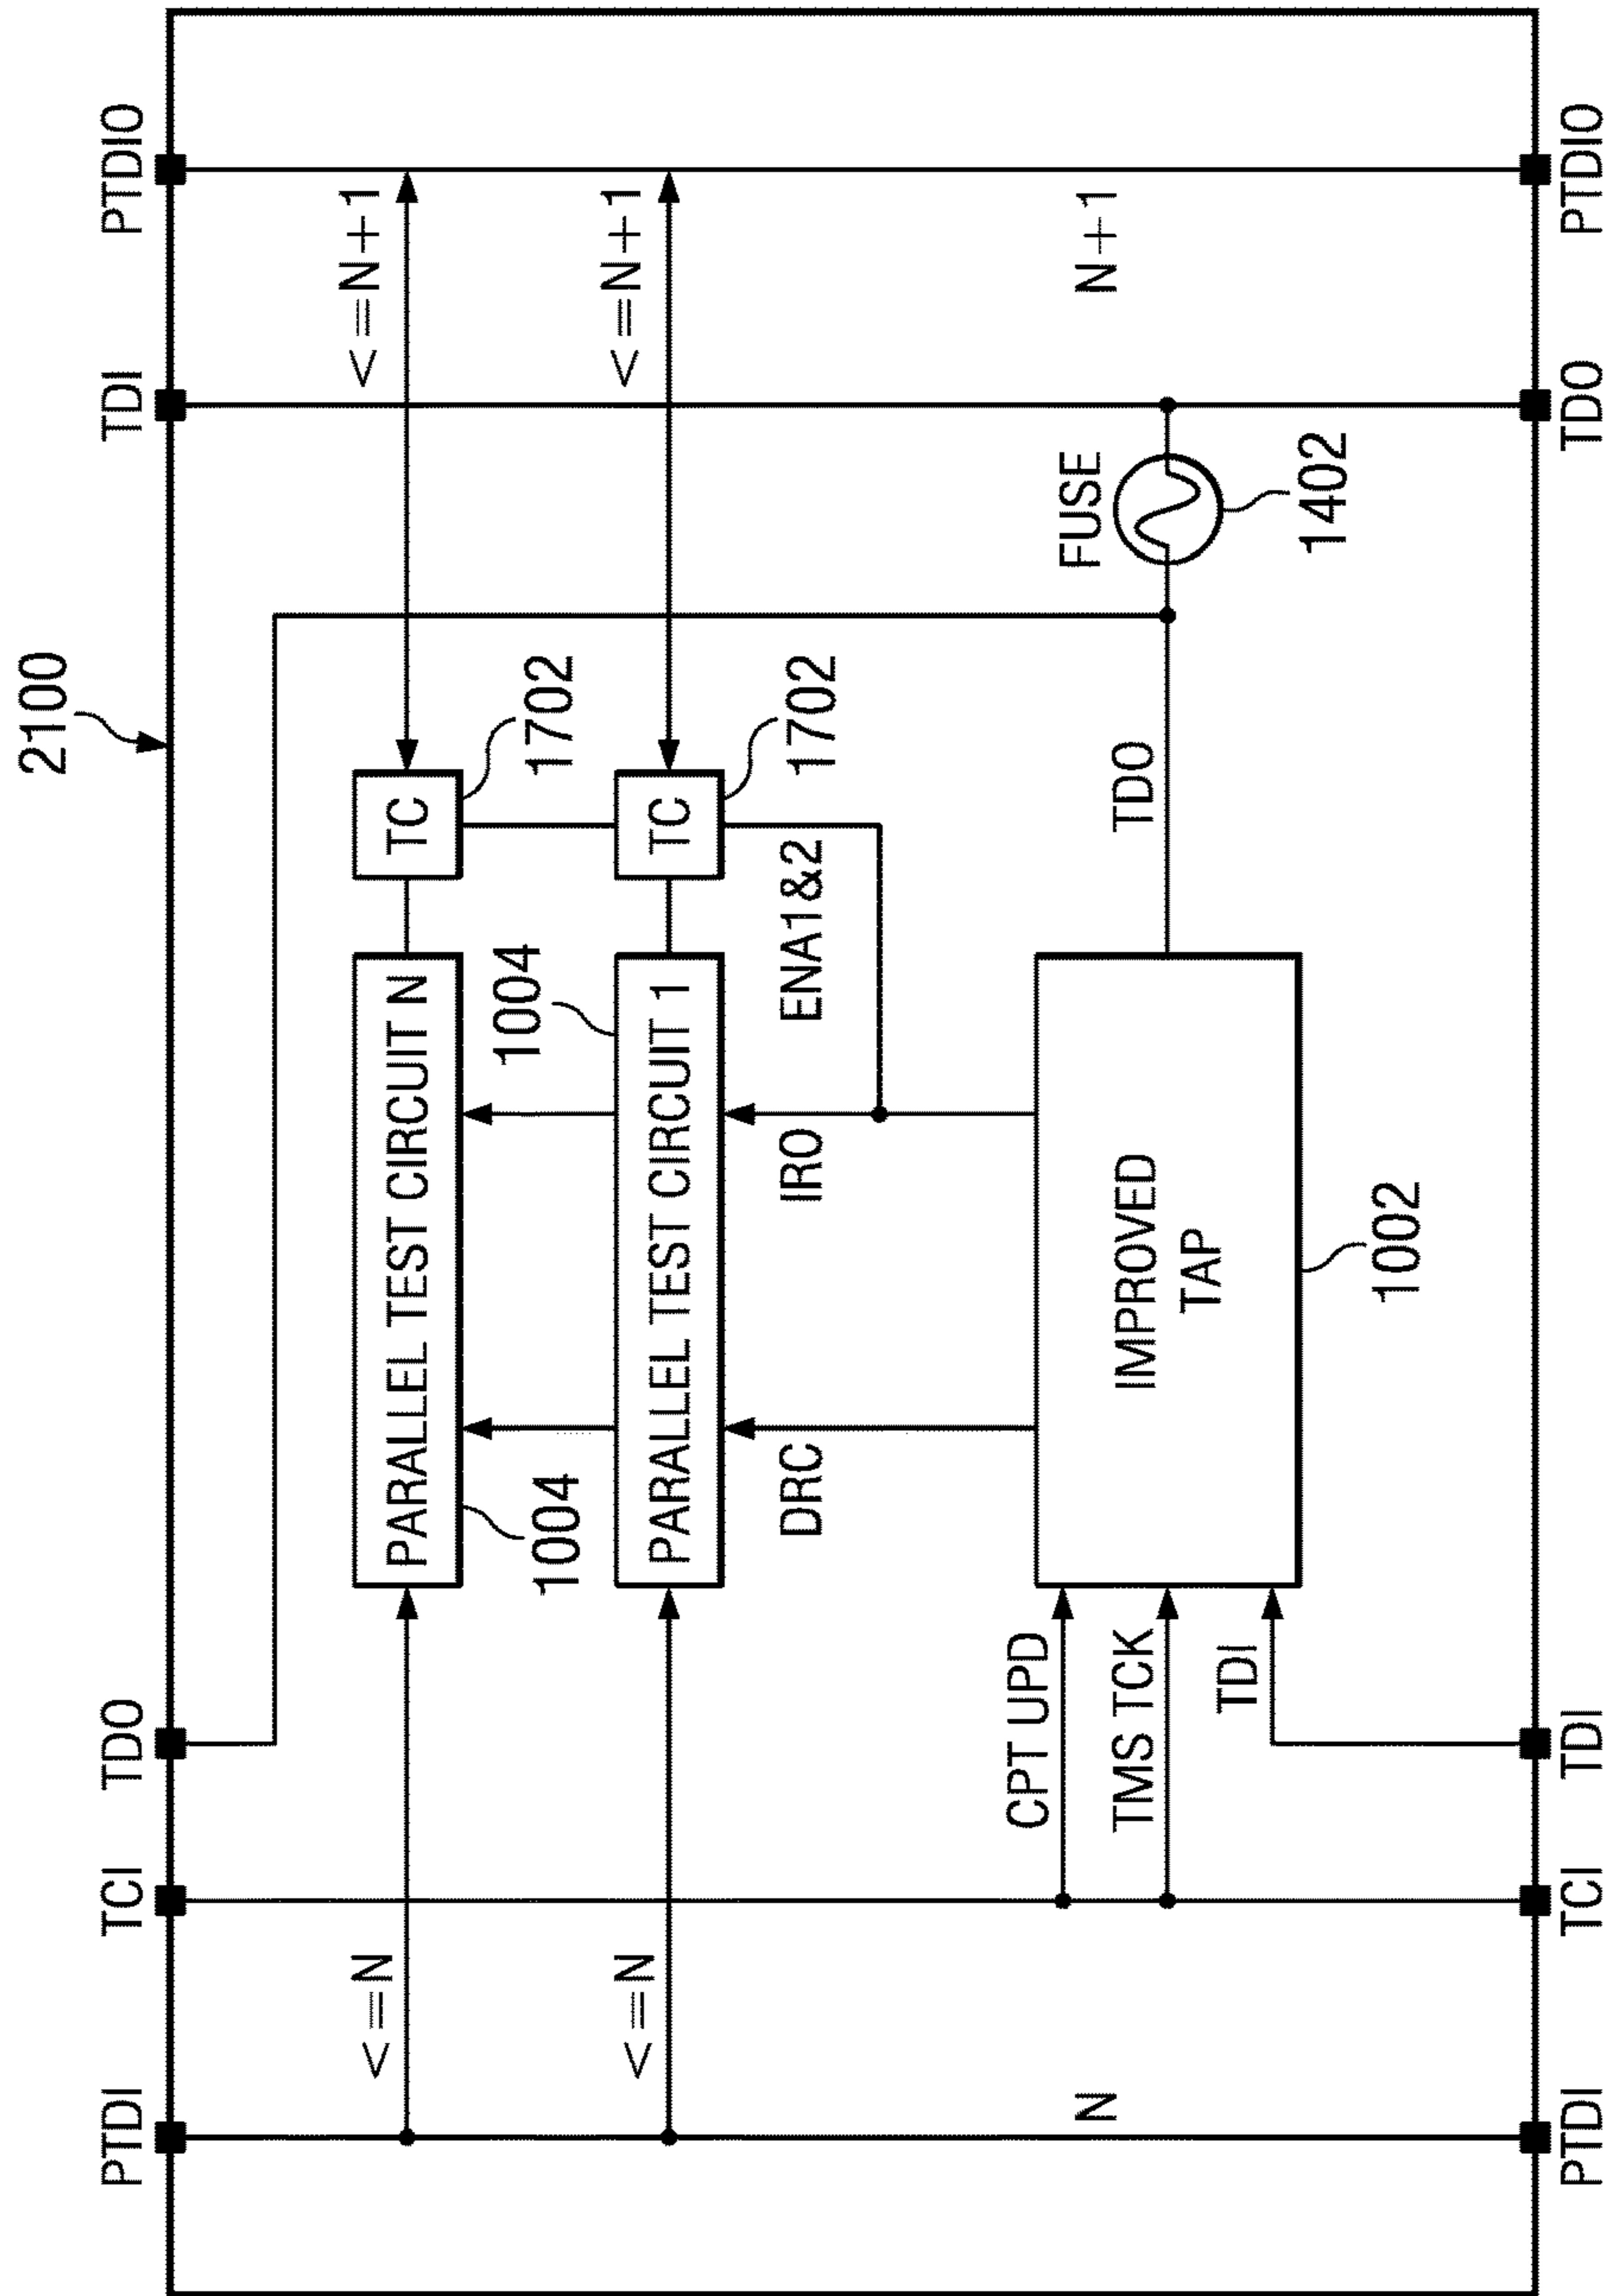 2100
PTDI
TCI
TDO
TDI
PTDIO
<=N
PARALLEL TEST CIRCUIT N
TC
<=N+1
1004
1004
1702
<=N
PARALLEL TEST CIRCUIT 1
TC
<=N+1
DRC
IRO
ENA1&2
1702
CPT UPD
TMS TCK
TDI
IMPROVED
TAP
TDO
FUSE
N
N+1
1002
1402
PTDI
TCI
TDI
TDO
PTDIO